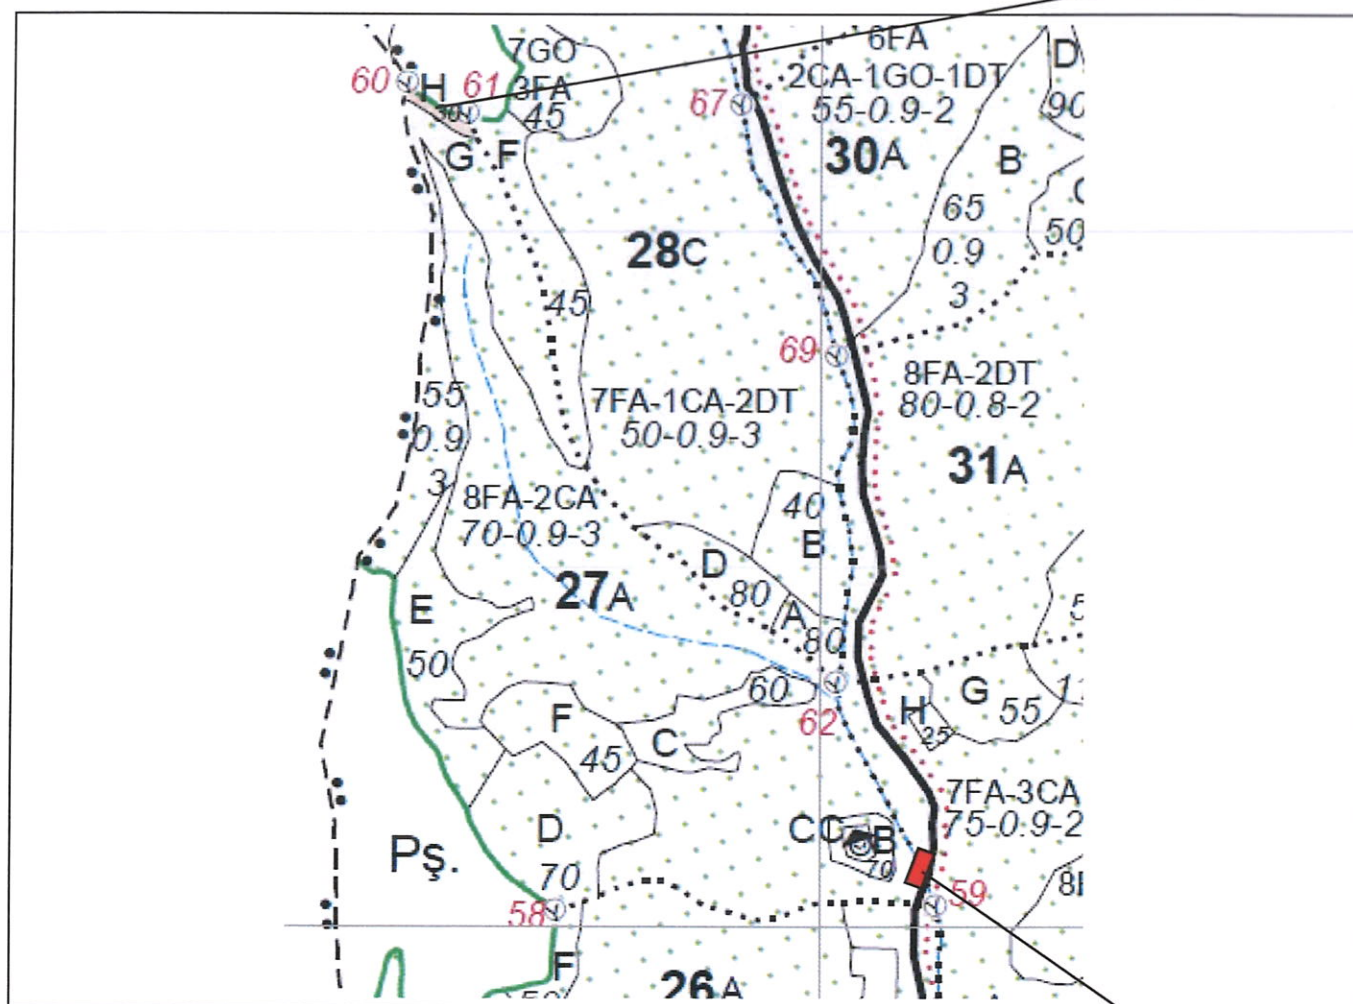 7GO
3FA
45
60
H
61
30
G
F
6FA
2CA-1GO-1DT
55-0.9-2
67
30A
D
90
B
65
0.9
3
50
28C
45
69
8FA-2DT
80-0.8-2
7FA-1CA-2DT
50-0.9-3
31A
55
0.9
3
8FA-2CA
70-0.9-3
40
B
D
80
27A
A
80
E
50
60
62
H
25
G
55
F
45
C
7FA-3CA
75-0.9-2
D
70
CC
B
70
Pş.
58
59
F
26A